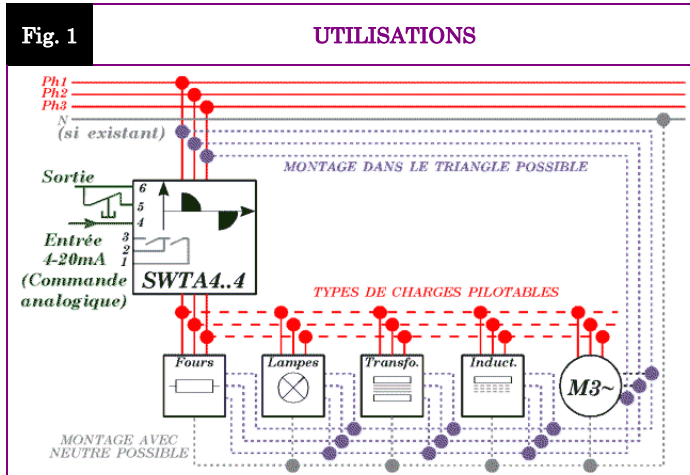 Fig. 1
UTILISATIONS
Ph1
Ph2
Ph3
N
(si existant)
MONTAGE DANS LE TRIANGLE POSSIBLE
Sortie
6
5
4
Entrée
4-20mA
(Commande
analogique)
3
2
1
SWTA4..4
TYPES DE CHARGES PILOTABLES
Fours
Lampes
Transfo.
Induct.
M3~
MONTAGE AVEC
NEUTRE POSSIBLE